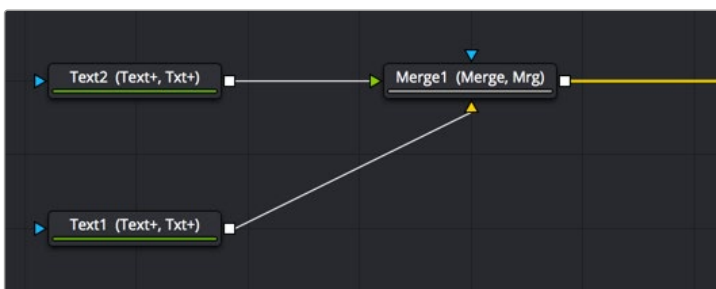 Text2 (Text+, Txt+)
Merge1 (Merge, Mrg)
Text1 (Text+, Txt+)